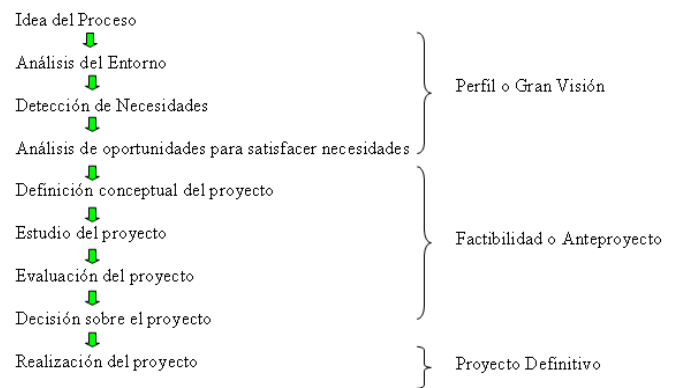 Idea del Proceso
Análisis del Entorno
Detección de Necesidades
Análisis de oportunidades para satisfacer necesidades
Perfil o Gran Visión
Definición conceptual del proyecto
Estudio del proyecto
Evaluación del proyecto
Decisión sobre el proyecto
Factibilidad o Anteproyecto
Realización del proyecto
Proyecto Definitivo